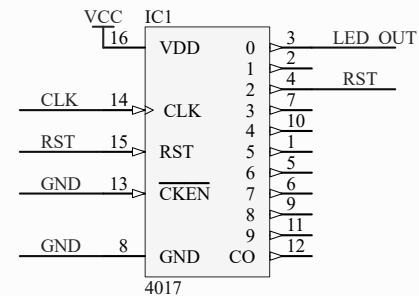 VCC IC1
16 VDD 0 3 LED_OUT
1 2
2 4 RST
CLK 14 CLK 3 7
4 10
RST 15 RST 5 1
6 5
GND 13 CKEN 7 6
8 9
9 11
GND 8 GND CO 12
4017